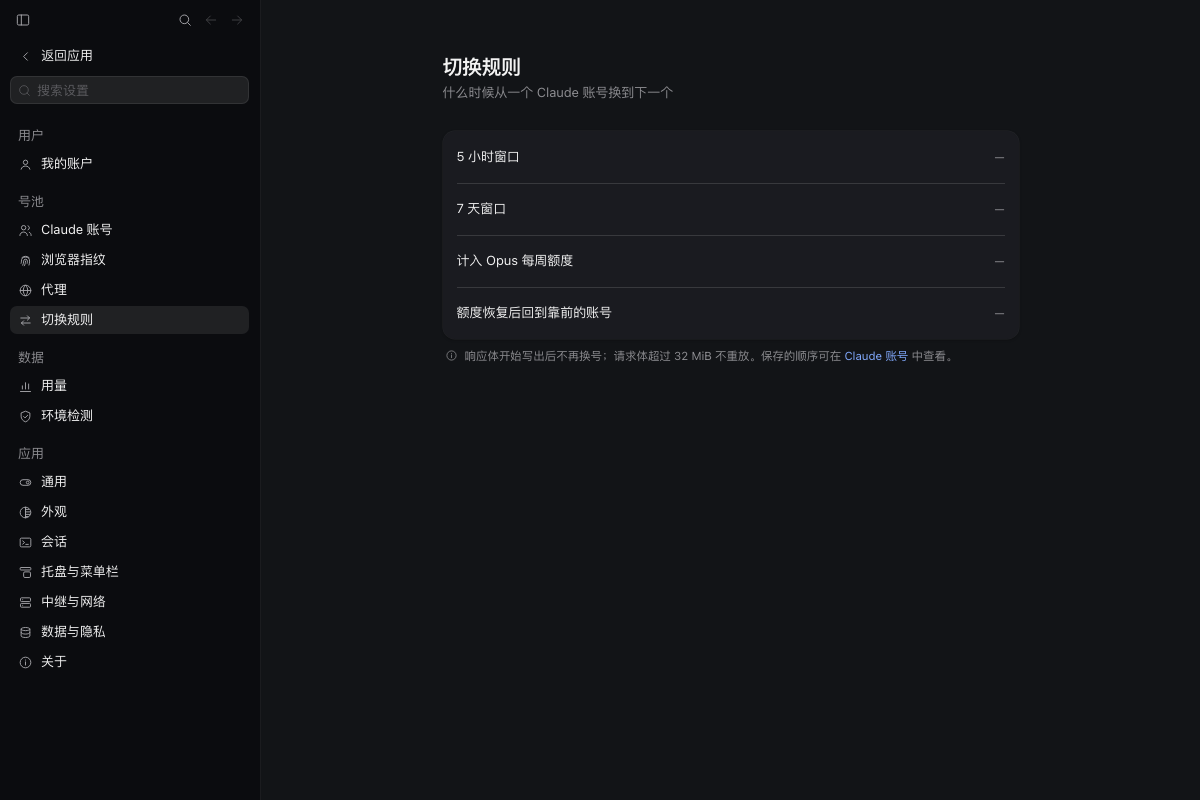 返回应用
搜索设置
用户
我的账户
号池
Claude 账号
浏览器指纹
代理
切换规则
数据
用量
环境检测
应用
通用
外观
会话
托盘与菜单栏
中继与网络
数据与隐私
关于
切换规则
什么时候从一个 Claude 账号换到下一个
5 小时窗口 —
7 天窗口 —
计入 Opus 每周额度 —
额度恢复后回到靠前的账号 —
响应体开始写出后不再换号；请求体超过 32 MiB 不重放。保存的顺序可在 Claude 账号 中查看。